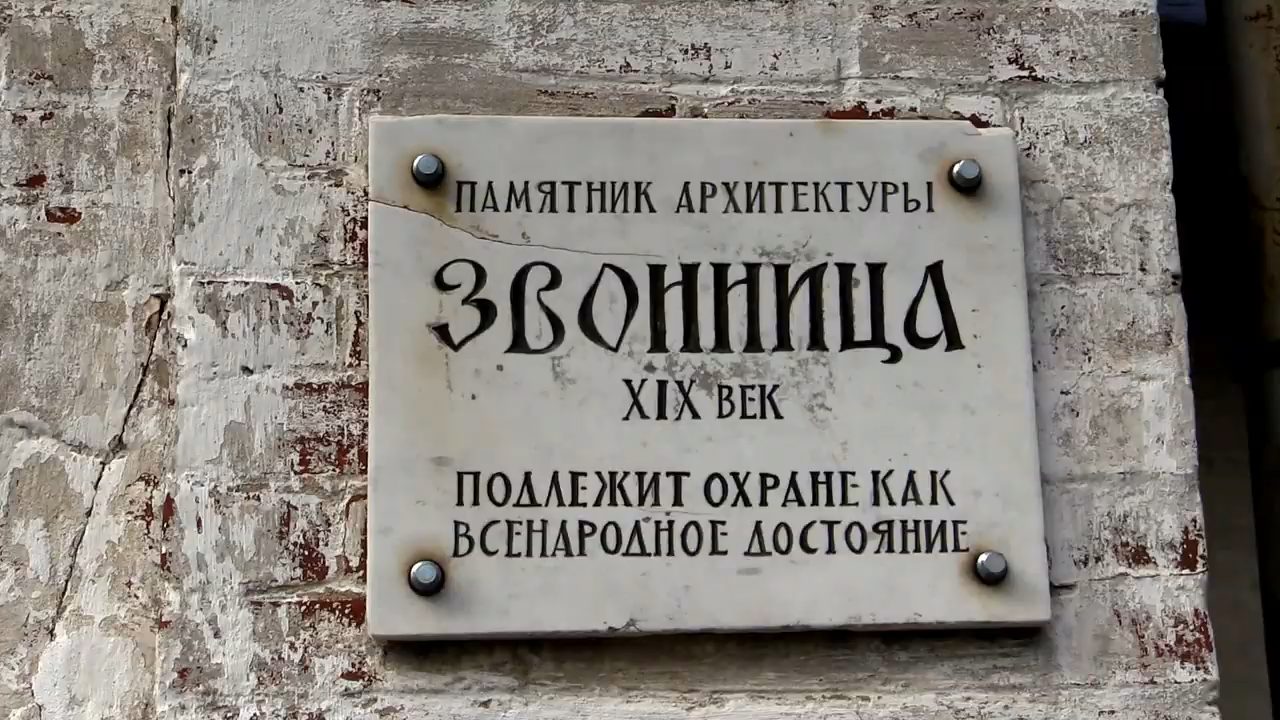 ПАМЯТНИК АРХИТЕКТУРЫ
ЗВОННИЦА
XIX ВЕК
ПОДЛЕЖИТ ОХРАНЕ КАК
ВСЕНАРОДНОЕ ДОСТОЯНИЕ